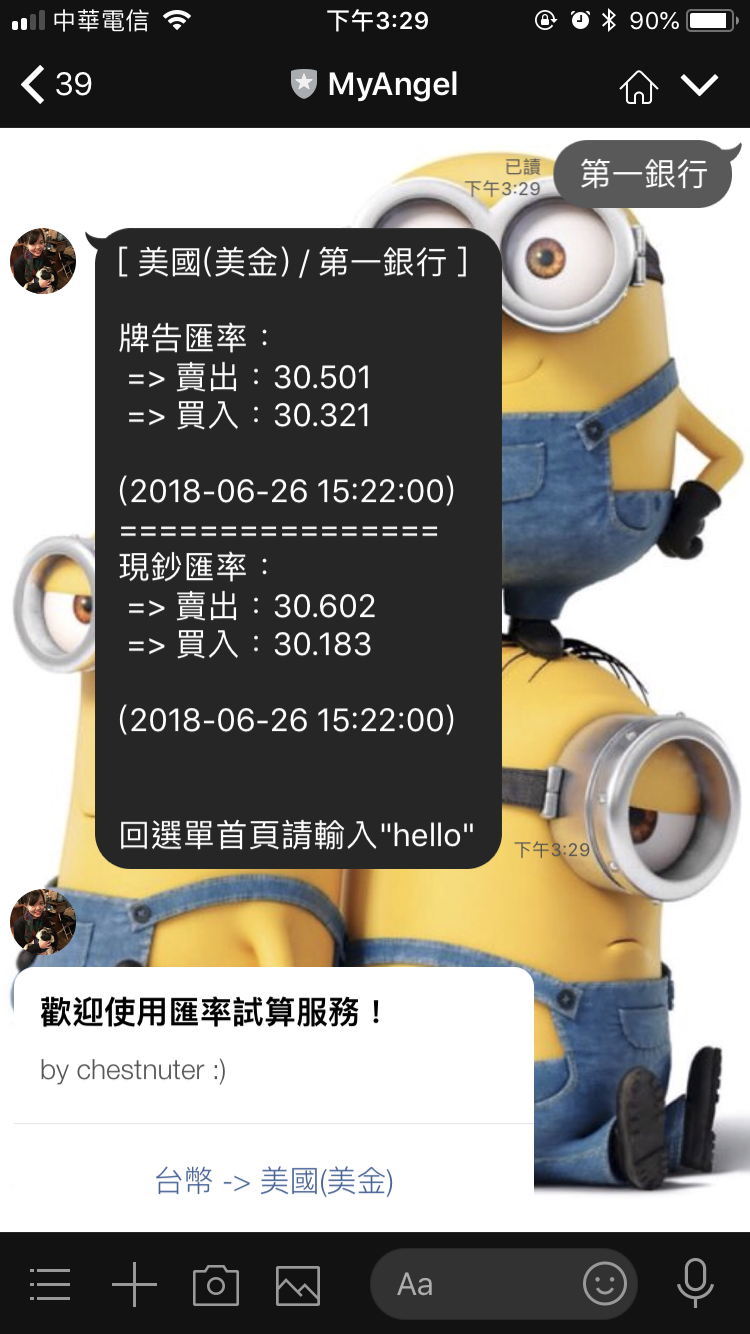 中華電信
下午3:29
90%
39
MyAngel
第一銀行
已讀
下午3:29
[ 美國(美金) / 第一銀行 ]
牌告匯率：
=> 賣出：30.501
=> 買入：30.321
(2018-06-26 15:22:00)
================
現鈔匯率：
=> 賣出：30.602
=> 買入：30.183
(2018-06-26 15:22:00)
回選單首頁請輸入"hello"
下午3:29
歡迎使用匯率試算服務！
by chestnuter :)
台幣 -> 美國(美金)
Aa